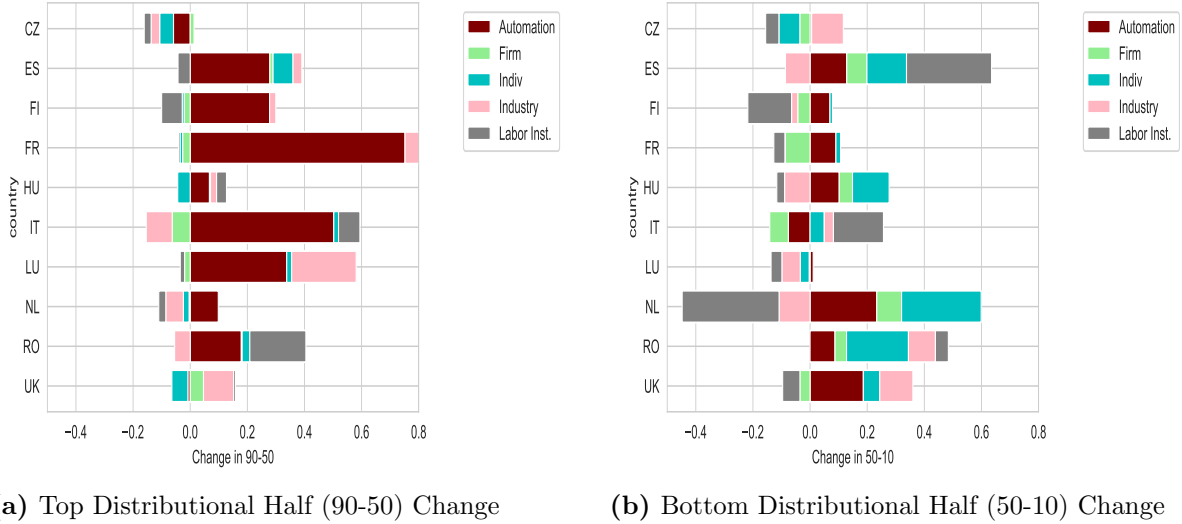 CZ
ES
FI
FR
HU
IT
LU
NL
RO
UK
country
−0.4 −0.2 0.0 0.2 0.4 0.6 0.8
Change in 90-50
Automation
Firm
Indiv
Industry
Labor Inst.
CZ
ES
FI
FR
HU
IT
LU
NL
RO
UK
country
−0.4 −0.2 0.0 0.2 0.4 0.6 0.8
Change in 50-10
Automation
Firm
Indiv
Industry
Labor Inst.
a) Top Distributional Half (90-50) Change
(b) Bottom Distributional Half (50-10) Change